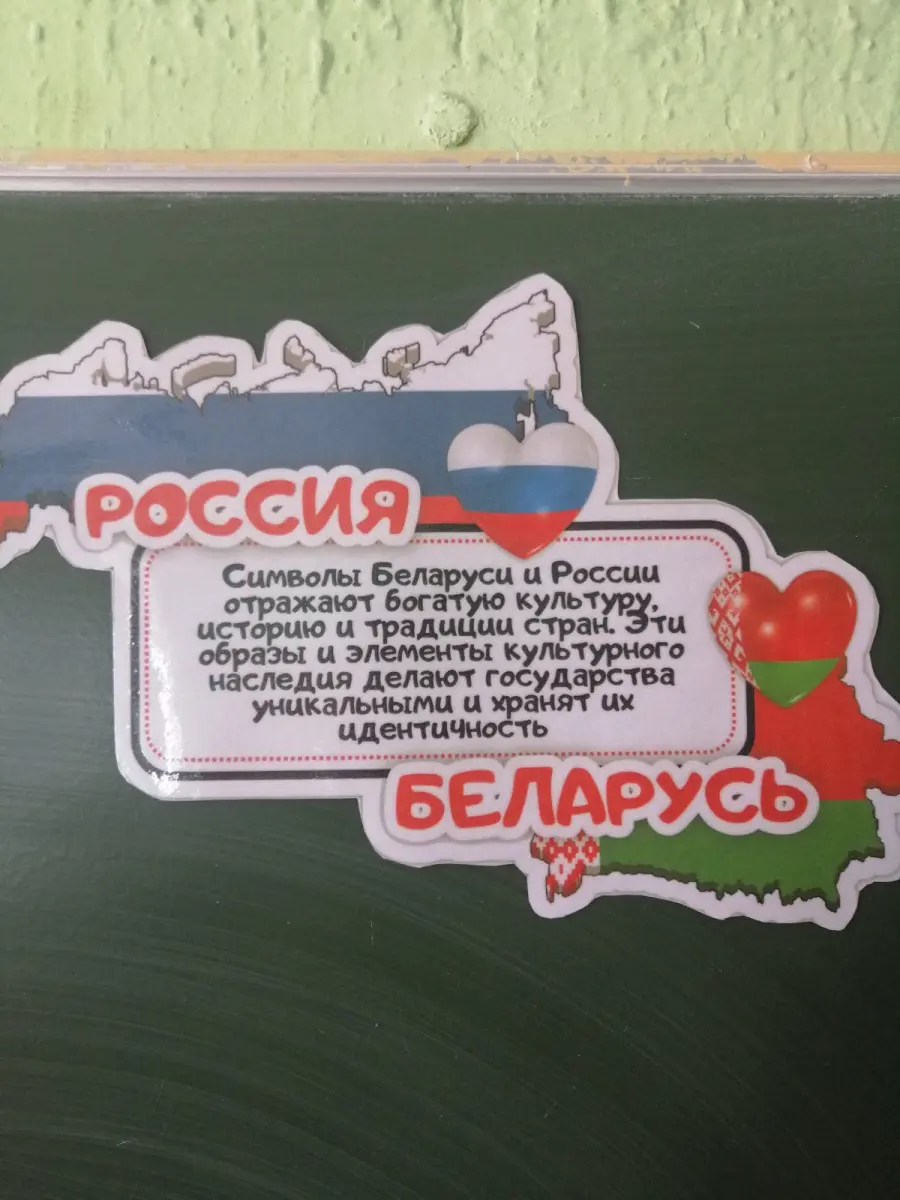 РОССИЯ
Символы Беларуси и России
отражают богатую культуру,
историю и традиции стран. Эти
образы и элементы культурного
наследия делают государства
уникальными и хранят их
идентичность
БЕЛАРУСЬ